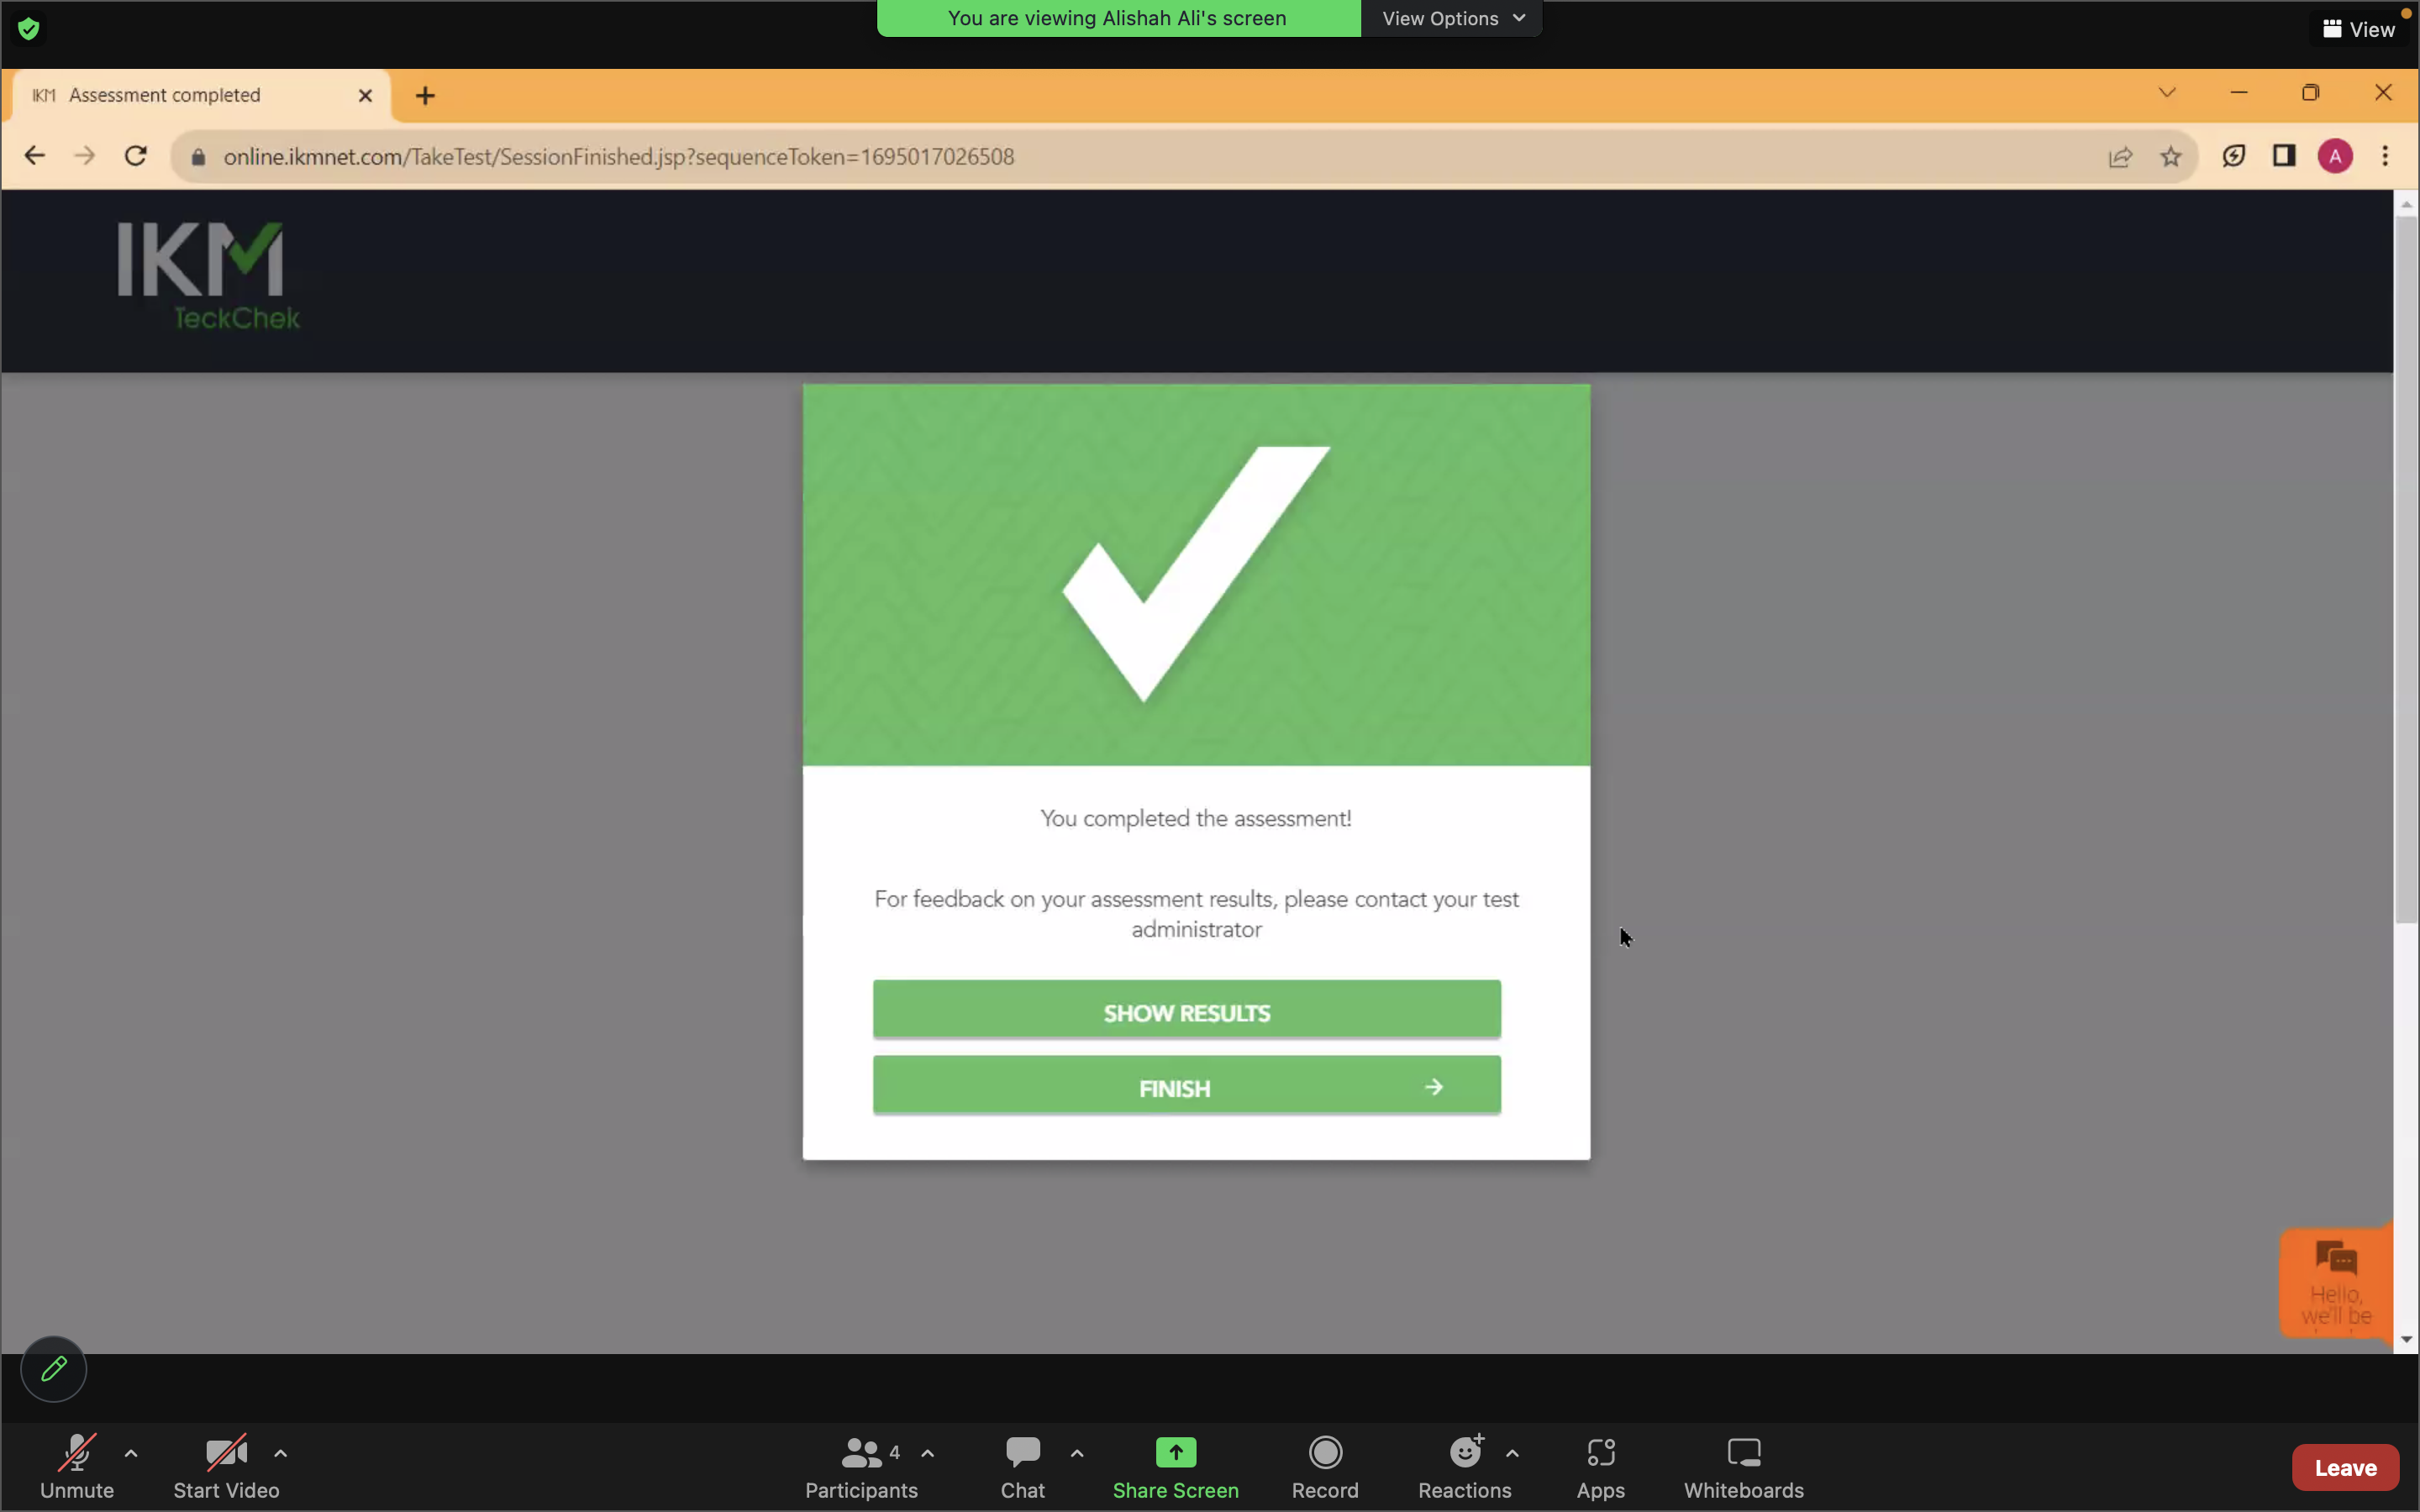 You are viewing Alishah Ali's screen
View Options
View
IKM Assessment completed
online.ikmnet.com/TakeTest/SessionFinished.jsp?sequenceToken=1695017026508
A
IKM
TeckChek
You completed the assessment!
For feedback on your assessment results, please contact your test
administrator
SHOW RESULTS
FINISH
Hello,
we'll be
Unmute
Start Video
4
Participants
Chat
Share Screen
Record
Reactions
Apps
Whiteboards
Leave